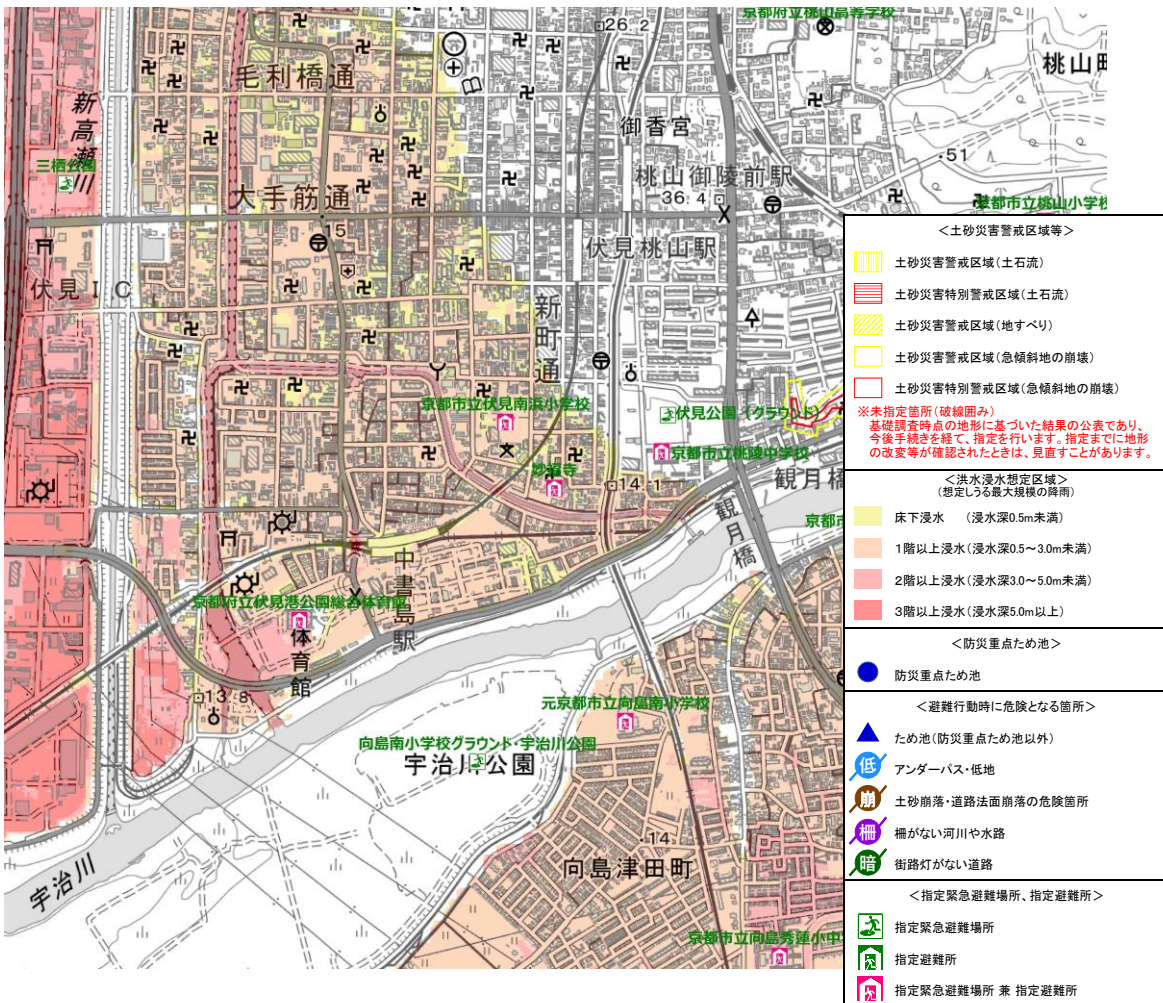 京都府立桃山高等学校
26.2
桃山町
毛利橋通
新高瀬川
御香宮
51
三栖公園
桃山御陵前駅
大手筋通
36.4
京都市立桃山小学校
15
伏見桃山駅
伏見IC
新町通
京都市立伏見南浜小学校
伏見公園(グラウンド)
京都市立桃陵中学校
14.1
観月橋
観月橋
京都市
中書島駅
京都府立伏見港公園総合体育館
体育館
13.8
元京都市立向島南小学校
向島南小学校グラウンド・宇治川公園
宇治川公園
14
向島津田町
宇治川
京都市立向島秀蓮小中
<土砂災害警戒区域等>
土砂災害警戒区域(土石流)
土砂災害特別警戒区域(土石流)
土砂災害警戒区域(地すべり)
土砂災害警戒区域(急傾斜地の崩壊)
土砂災害特別警戒区域(急傾斜地の崩壊)
※未指定箇所(破線囲み)
基礎調査時点の地形に基づいた結果の公表であり、
今後手続きを経て、指定を行います。指定までに地形
の改変等が確認されたときは、見直すことがあります。
<洪水浸水想定区域>
(想定しうる最大規模の降雨)
床下浸水 (浸水深0.5m未満)
1階以上浸水(浸水深0.5~3.0m未満)
2階以上浸水(浸水深3.0~5.0m未満)
3階以上浸水(浸水深5.0m以上)
<防災重点ため池>
防災重点ため池
<避難行動時に危険となる箇所>
ため池(防災重点ため池以外)
低 アンダーパス・低地
崩 土砂崩落・道路法面崩落の危険箇所
柵 柵がない河川や水路
暗 街路灯がない道路
<指定緊急避難場所、指定避難所>
指定緊急避難場所
指定避難所
指定緊急避難場所 兼 指定避難所